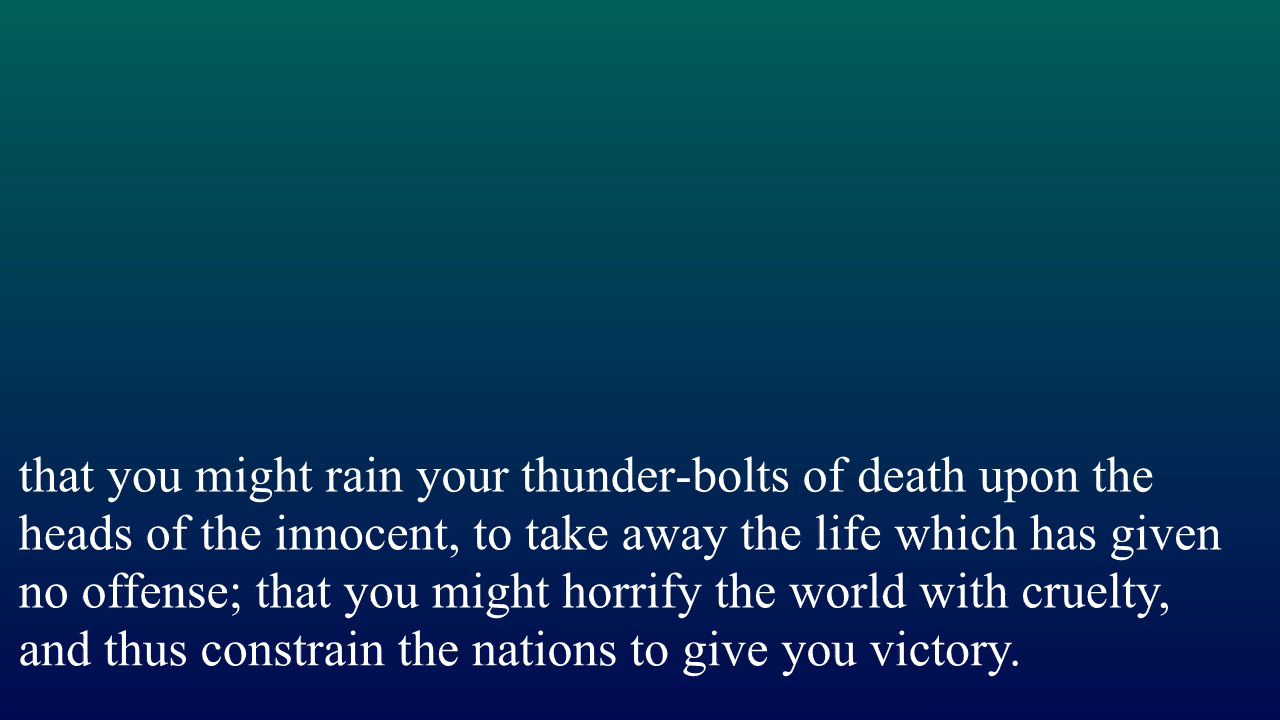 that you might rain your thunder-bolts of death upon the
heads of the innocent, to take away the life which has given
no offense; that you might horrify the world with cruelty,
and thus constrain the nations to give you victory.